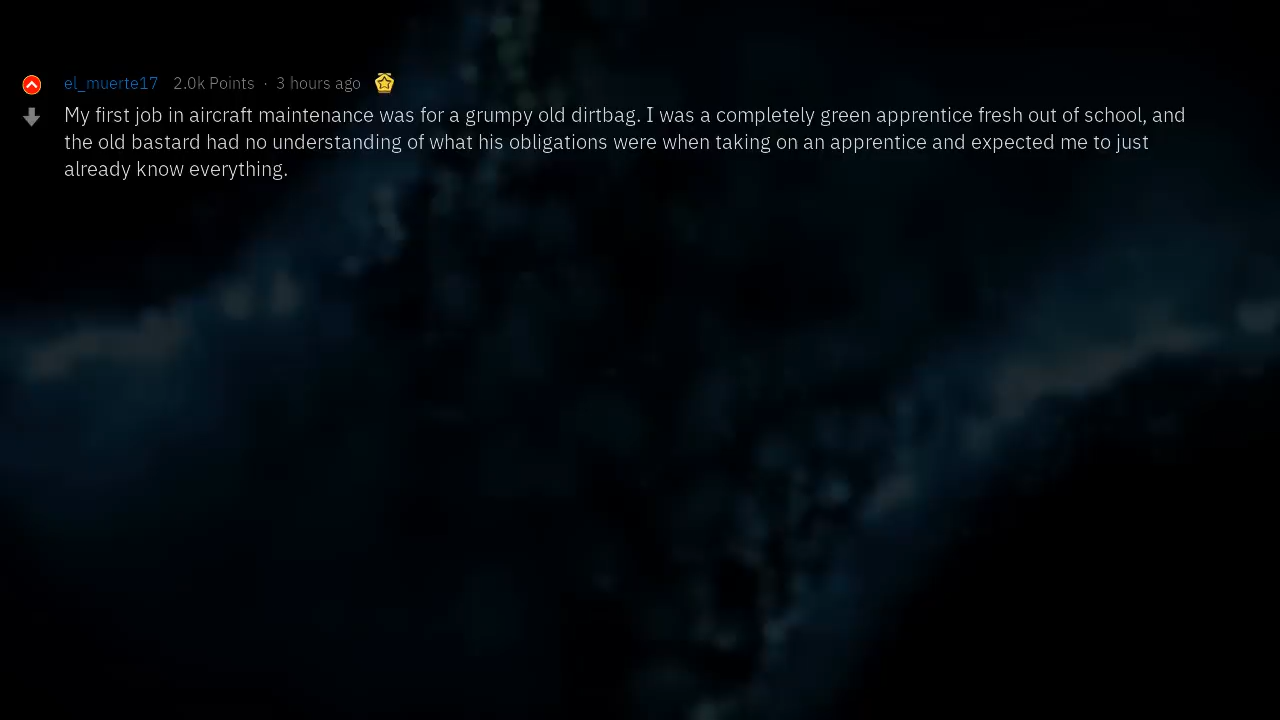 el_muerte17 2.0k Points · 3 hours ago
My first job in aircraft maintenance was for a grumpy old dirtbag. I was a completely green apprentice fresh out of school, and
the old bastard had no understanding of what his obligations were when taking on an apprentice and expected me to just
already know everything.